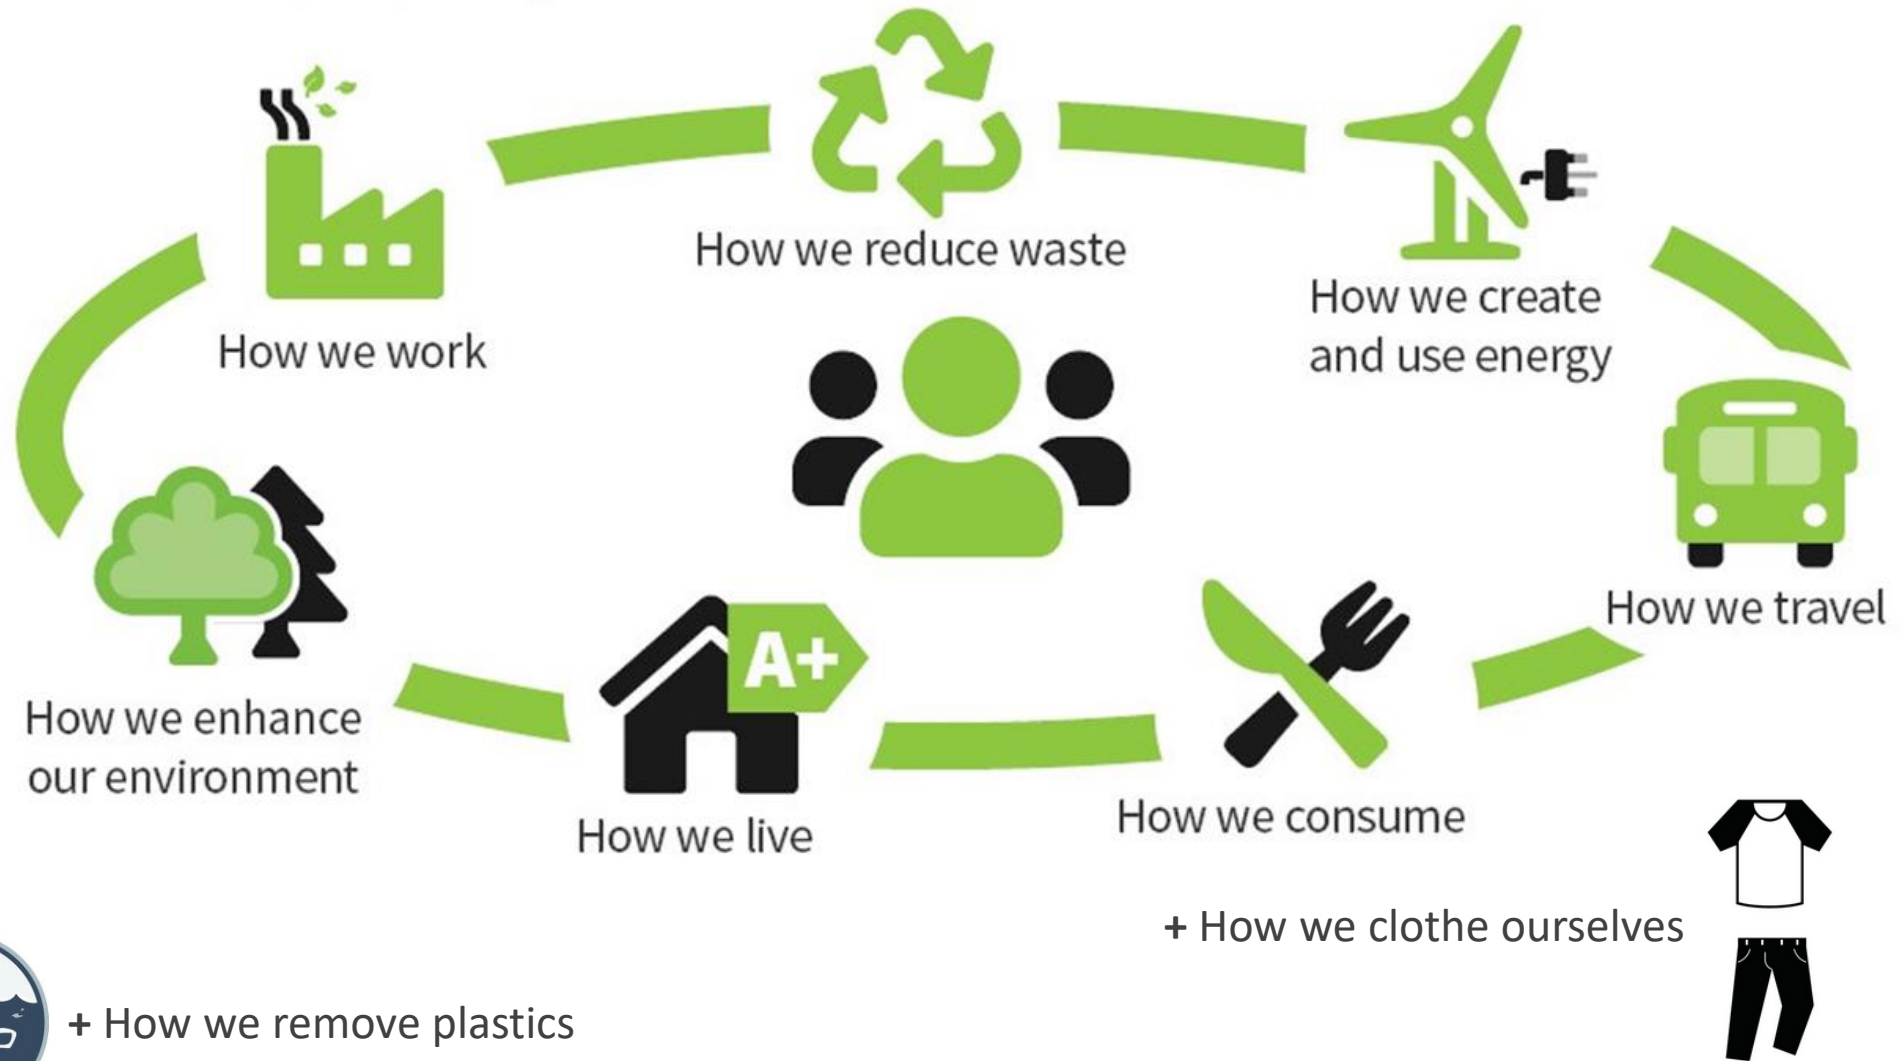 How we reduce waste
How we create
and use energy
How we work
How we travel
How we enhance
our environment
A+
How we live
How we consume
+ How we clothe ourselves
+ How we remove plastics